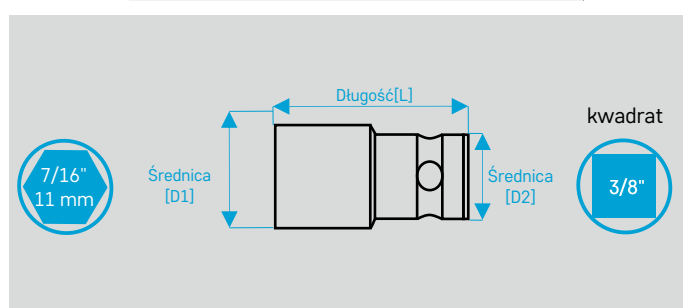 Długość[L]
kwadrat
7/16"
11 mm
Średnica
[D1]
Średnica
[D2]
3/8"